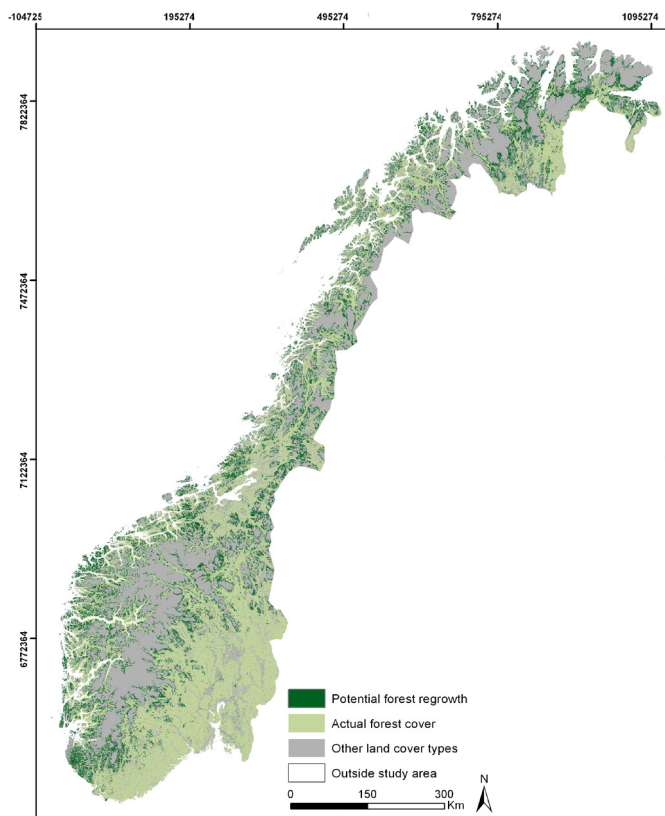 -104725 195274 495274 795274 1095274
7822364
7472364
7122364
6772364
Potential forest regrowth
Actual forest cover
Other land cover types
Outside study area
N
0 150 300
Km